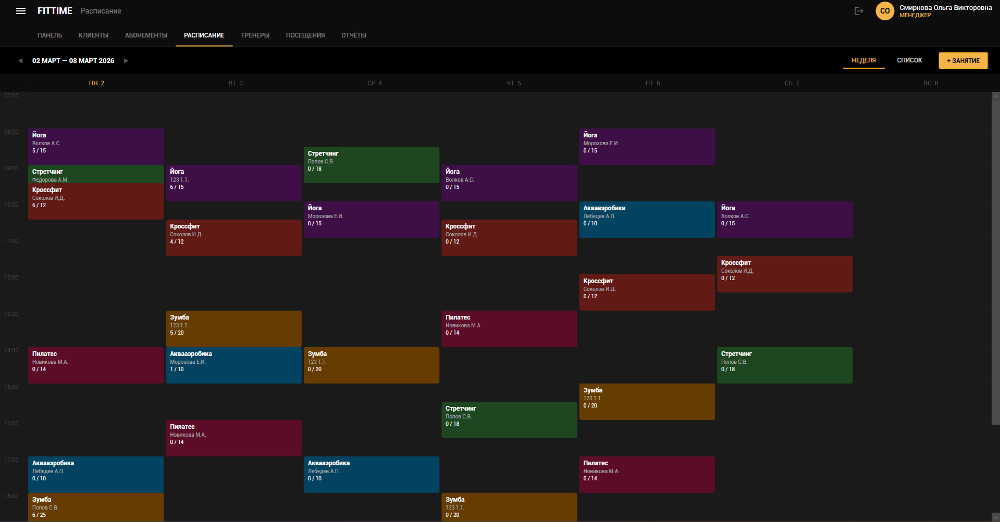 FITTIME Расписание
СО
Смирнова Ольга Викторовна
МЕНЕДЖЕР
ПАНЕЛЬ КЛИЕНТЫ АБОНЕМЕНТЫ РАСПИСАНИЕ ТРЕНЕРЫ ПОСЕЩЕНИЯ ОТЧЁТЫ
02 МАРТ — 08 МАРТ 2026
НЕДЕЛЯ СПИСОК + ЗАНЯТИЕ
ПН 2 ВТ 3 СР 4 ЧТ 5 ПТ 6 СБ 7 ВС 8
07:00
08:00
09:00
10:00
11:00
12:00
13:00
14:00
15:00
16:00
17:00
18:00
Йога
Волков А.С.
5 / 15
Стретчинг
Федорова А.М.
Кроссфит
Соколов И.Д.
6 / 12
Пилатес
Новикова М.А.
0 / 14
Аквааэробика
Лебедев А.П.
0 / 10
Зумба
Попов С.В.
6 / 25
Йога
123 1.1.
6 / 15
Кроссфит
Соколов И.Д.
4 / 12
Зумба
123 1.1.
5 / 20
Аквааэробика
Морозова Е.И.
1 / 10
Пилатес
Новикова М.А.
0 / 14
Стретчинг
Попов С.В.
0 / 18
Йога
Морозова Е.И.
0 / 15
Зумба
123 1.1.
0 / 20
Аквааэробика
Лебедев А.П.
0 / 10
Йога
Волков А.С.
0 / 15
Кроссфит
Соколов И.Д.
0 / 12
Пилатес
Новикова М.А.
0 / 14
Стретчинг
Попов С.В.
0 / 18
Зумба
123 1.1.
0 / 20
Йога
Морозова Е.И.
0 / 15
Аквааэробика
Лебедев А.П.
0 / 10
Кроссфит
Соколов И.Д.
0 / 12
Зумба
123 1.1.
0 / 20
Пилатес
Новикова М.А.
0 / 14
Йога
Волков А.С.
0 / 15
Кроссфит
Соколов И.Д.
0 / 12
Стретчинг
Попов С.В.
0 / 18